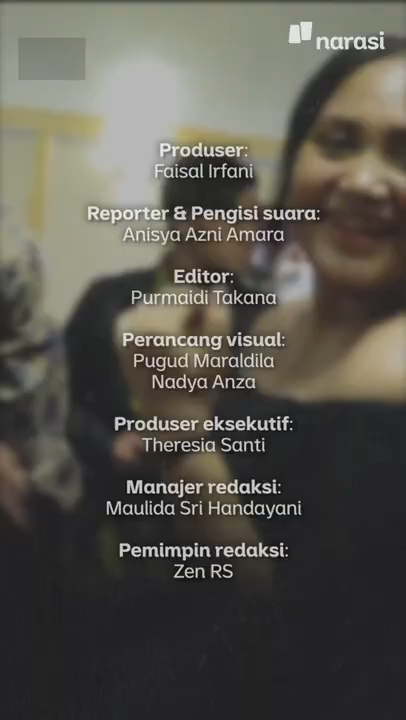 narasi
Produser:
Faisal Irfani
Reporter & Pengisi suara:
Anisya Azni Amara
Editor:
Purmaidi Takana
Perancang visual:
Pugud Maraldila
Nadya Anza
Produser eksekutif:
Theresia Santi
Manajer redaksi:
Maulida Sri Handayani
Pemimpin redaksi:
Zen RS